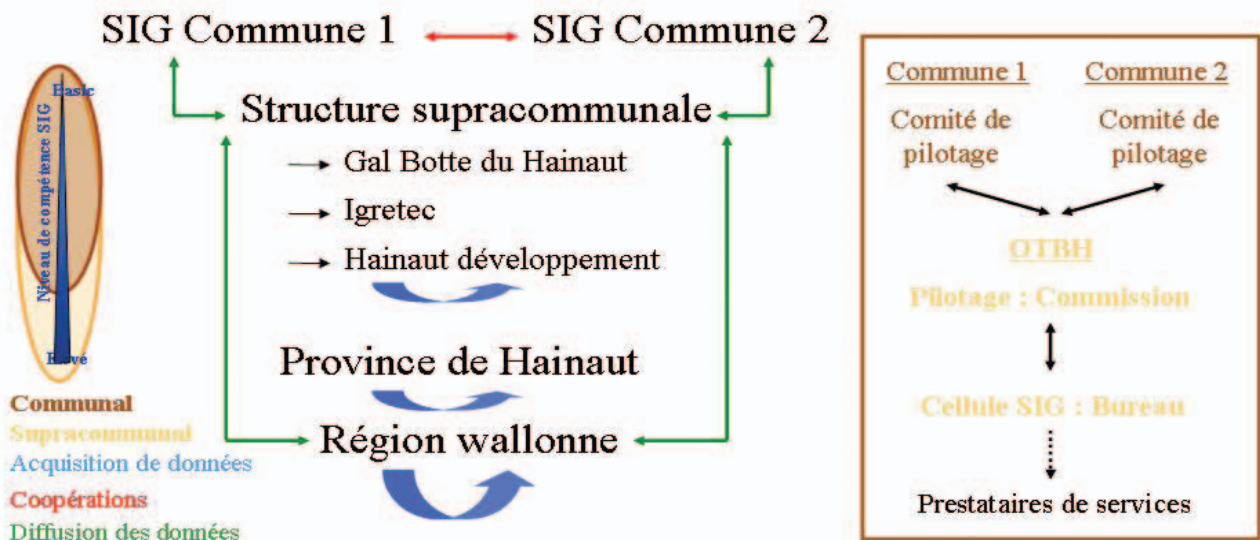 SIG Commune 1
SIG Commune 2
Structure supracommunale
Gal Botte du Hainaut
Igretec
Hainaut développement
Province de Hainaut
Région wallonne
Basic
Niveau de compétence SIG
Elevé
Communal
Supracommunal
Acquisition de données
Coopérations
Diffusion des données
Commune 1
Commune 2
Comité de
pilotage
Comité de
pilotage
OTBH
Pilotage : Commission
Cellule SIG : Bureau
Prestataires de services